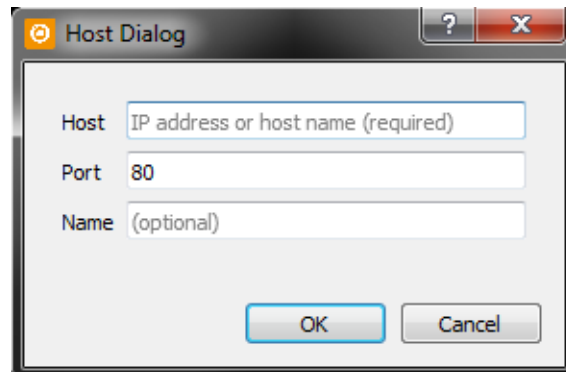 Host Dialog
?
X
Host IP address or host name (required)
Port 80
Name (optional)
OK Cancel